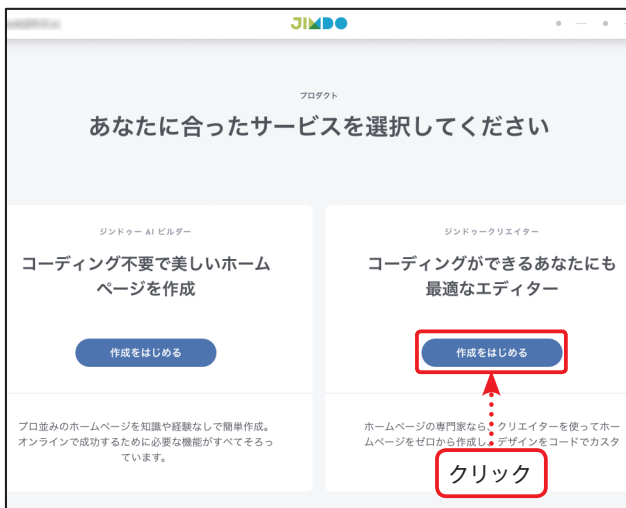 JIMDO
プロダクト
あなたに合ったサービスを選択してください
ジンドゥー AI ビルダー
コーディング不要で美しいホーム
ページを作成
作成をはじめる
プロ並みのホームページを知識や経験なしで簡単作成。
オンラインで成功するために必要な機能がすべてそろっ
ています。
ジンドゥークリエイター
コーディングができるあなたにも
最適なエディター
作成をはじめる
ホームページの専門家なら、クリエイターを使ってホー
ムページをゼロから作成し、デザインをコードでカスタ
クリック